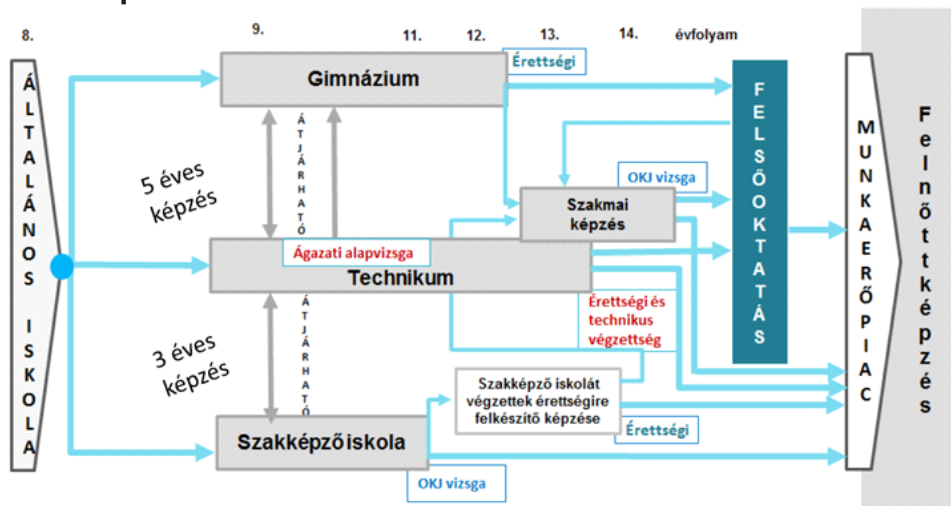 8.
9.
11.
12.
13.
14.
évfolyam
ÁLTALÁNOS ISKOLA
Gimnázium
Érettségi
ÁTJÁRHATÓ
5 éves
képzés
OKJ vizsga
Szakmai
képzés
Ágazati alapvizsga
Technikum
Érettségi és
technikus
végzettség
ÁTJÁRHATÓ
3 éves
képzés
Szakképző iskolát
végzettek érettségire
felkészítő képzése
Érettségi
Szakképző iskola
OKJ vizsga
FELSŐOKTATÁS
MUNKAERŐPIAC
Felnőttképzés